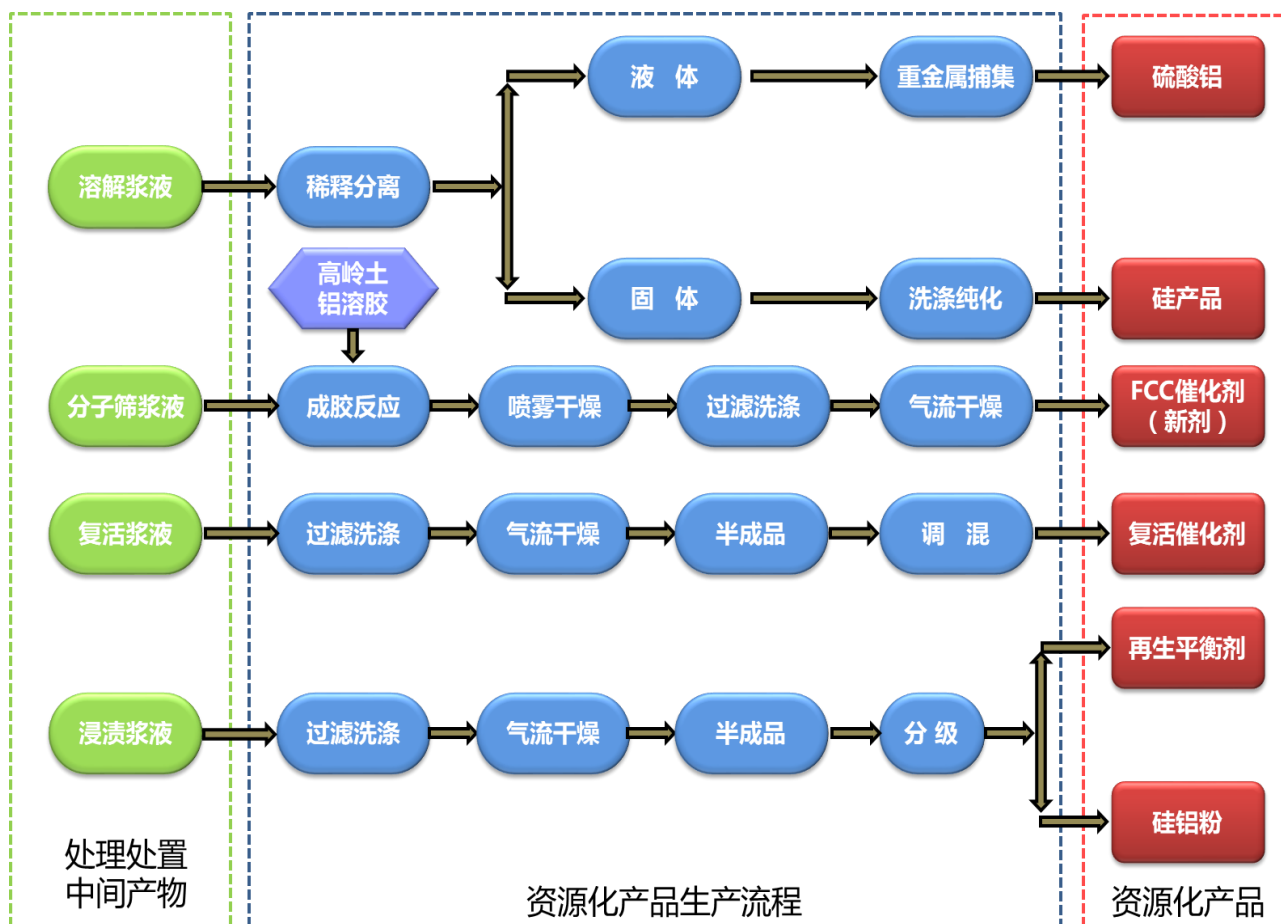 液 体
重金属捕集
硫酸铝
溶解浆液
稀释分离
高岭土
铝溶胶
固 体
洗涤纯化
硅产品
分子筛浆液
成胶反应
喷雾干燥
过滤洗涤
气流干燥
FCC催化剂
（新剂）
复活浆液
过滤洗涤
气流干燥
半成品
调 混
复活催化剂
再生平衡剂
浸渍浆液
过滤洗涤
气流干燥
半成品
分 级
硅铝粉
处理处置
中间产物
资源化产品生产流程
资源化产品